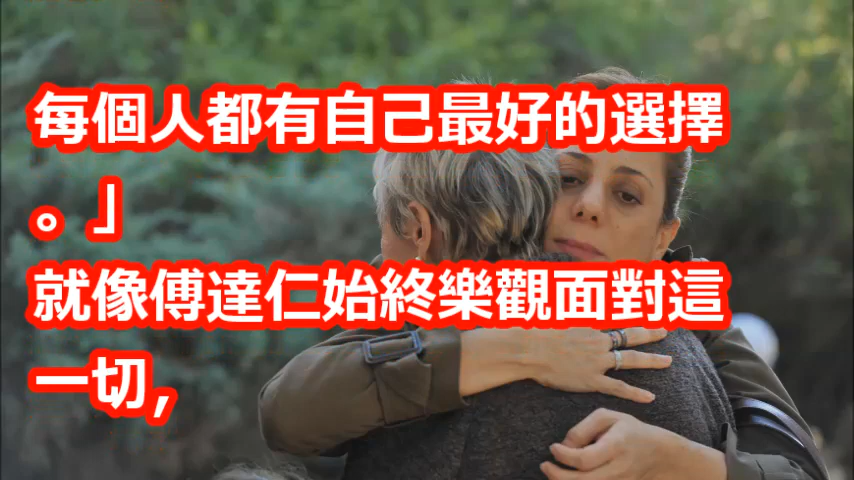 每個人都有自己最好的選擇
。」
就像傅達仁始終樂觀面對這
一切,